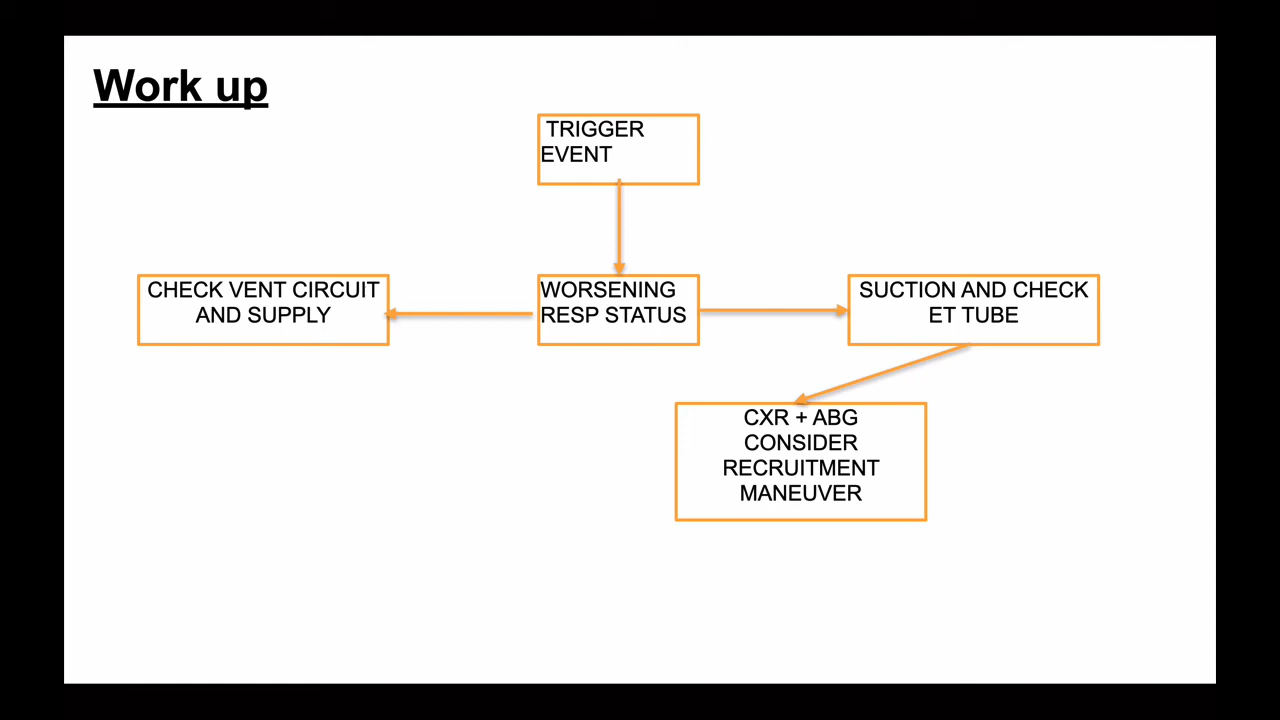 Work up
TRIGGER
EVENT
CHECK VENT CIRCUIT
AND SUPPLY
WORSENING
RESP STATUS
SUCTION AND CHECK
ET TUBE
CXR + ABG
CONSIDER
RECRUITMENT
MANEUVER